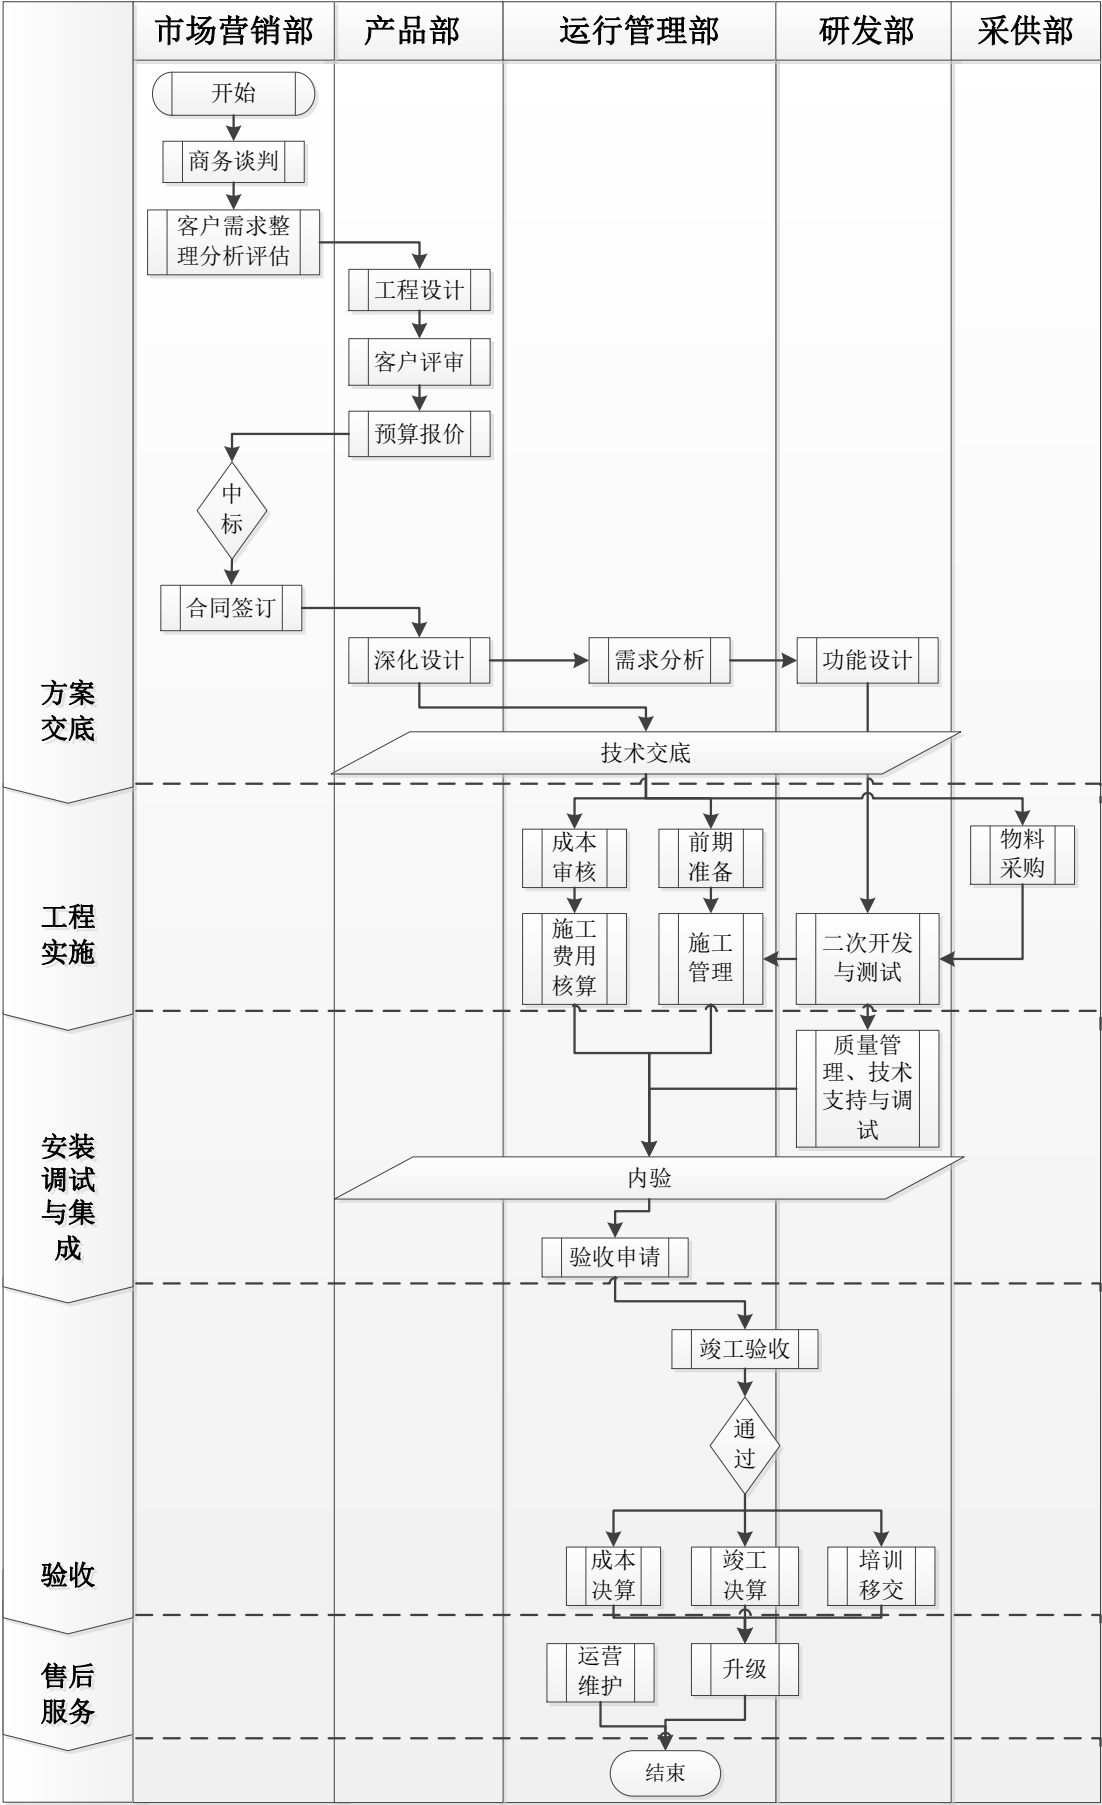 市场营销部
产品部
运行管理部
研发部
采供部
开始
商务谈判
客户需求整
理分析评估
工程设计
客户评审
预算报价
中
标
合同签订
深化设计
需求分析
功能设计
方案
交底
技术交底
成本
审核
前期
准备
物料
采购
工程
实施
施工
费用
核算
施工
管理
二次开发
与测试
质量管
理、技术
支持与调
试
安装
调试
与集
成
内验
验收申请
竣工验收
通
过
验收
成本
决算
竣工
决算
培训
移交
售后
服务
运营
维护
升级
结束